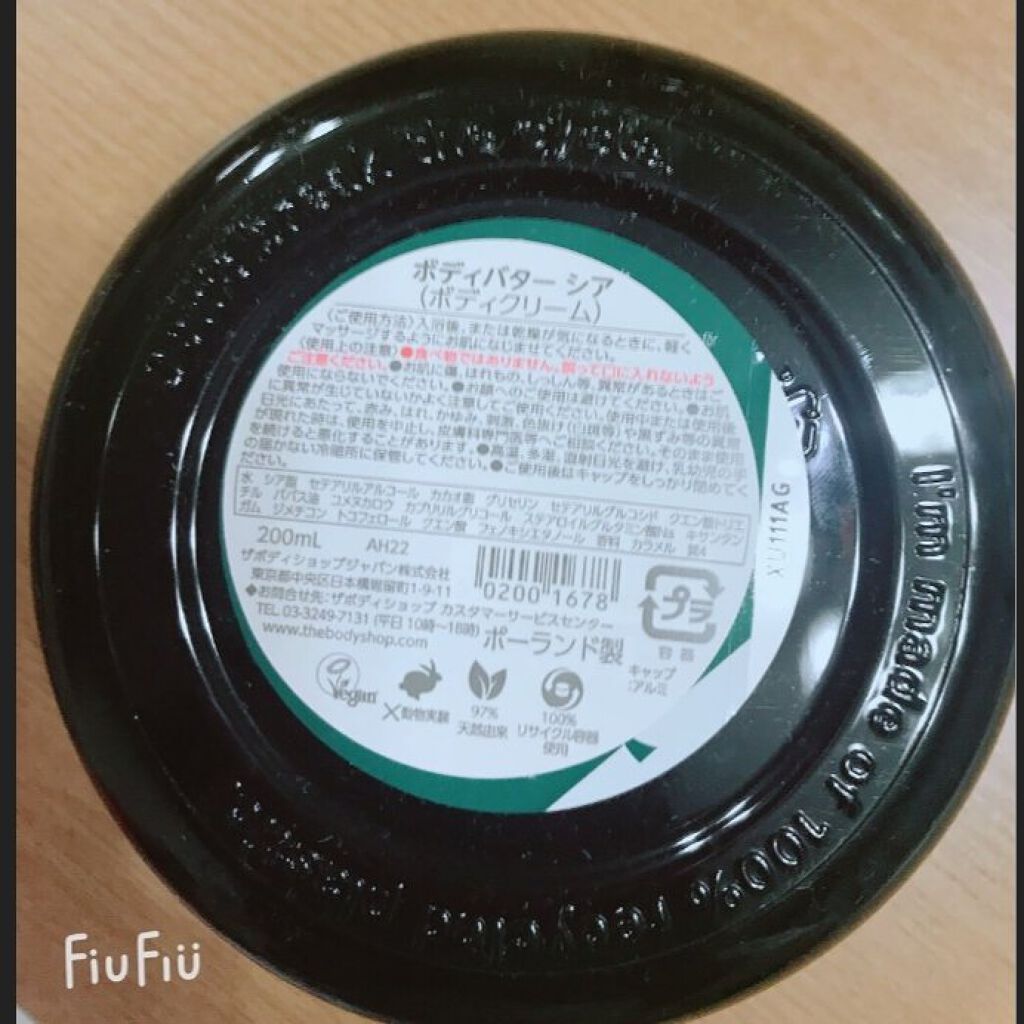 ボディバター シア
(ボディクリーム)
〈ご使用方法〉入浴後、または乾燥が気になるときに、軽く
マッサージするようにお肌になじませてください。
〈使用上の注意〉●食べ物ではありません。誤って口に入れないよう
ご注意ください。●お肌に傷、はれもの、しっしん等、異常があるときはご
使用にならないでください。●お顔へのご使用は避けてください。●お肌
に異常が生じていないかよく注意してご使用ください。使用中または使用後
日光にあたって、赤み、はれ、かゆみ、刺激、色抜け(白斑等)や黒ずみ等の異常
が現れた時は、使用を中止し、皮膚科専門医等へご相談ください。そのまま使用
を続けると悪化することがあります。●高温、多湿、直射日光を避け、乳幼児の手
の届かない冷暗所に保管してください。●ご使用後はキャップをしっかり閉めてく
ださい。
水 シア脂 セテアリルアルコール カカオ脂 グリセリン セテアリルグルコシド クエン酸トリエ
チル ババス油 コメヌカロウ カプリリルグリコール ステアロイルグルタミン酸Na キサンタン
ガム ジメチコン トコフェロール クエン酸 フェノキシエタノール 香料 カラメル 黄4
200mL AH22
ザボディショップジャパン株式会社
東京都中央区日本橋堀留町1-9-11
◆お問合せ先:ザボディショップ カスタマーサービスセンター
TEL 03-3249-7131 (平日 10時～18時)
www.thebodyshop.com
ポーランド製
0200 1678
プラ
容器
キャップ
:アルミ
vegan
×動物実験
97%
天然由来
100%
リサイクル容器
使用
XU111AG
I'm made of 100% recycled plastic
FiuFiu